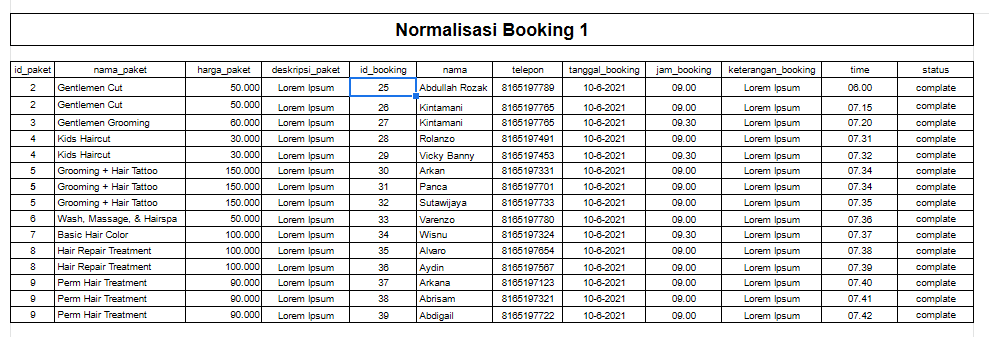 Normalisasi Booking 1
id_paket nama_paket harga_paket deskripsi_paket id_booking nama telepon tanggal_booking jam_booking keterangan_booking time status
2 Gentlemen Cut 50.000 Lorem Ipsum 25 Abdullah Rozak 8165197789 10-6-2021 09.00 Lorem Ipsum 06.00 complate
2 Gentlemen Cut 50.000 Lorem Ipsum 26 Kintamani 8165197765 10-6-2021 09.00 Lorem Ipsum 07.15 complate
3 Gentlemen Grooming 60.000 Lorem Ipsum 27 Kintamani 8165197765 10-6-2021 09.30 Lorem Ipsum 07.20 complate
4 Kids Haircut 30.000 Lorem Ipsum 28 Rolanzo 8165197491 10-6-2021 09.00 Lorem Ipsum 07.31 complate
4 Kids Haircut 30.000 Lorem Ipsum 29 Vicky Banny 8165197453 10-6-2021 09.30 Lorem Ipsum 07.32 complate
5 Grooming + Hair Tattoo 150.000 Lorem Ipsum 30 Arkan 8165197331 10-6-2021 09.00 Lorem Ipsum 07.34 complate
5 Grooming + Hair Tattoo 150.000 Lorem Ipsum 31 Panca 8165197701 10-6-2021 09.00 Lorem Ipsum 07.34 complate
5 Grooming + Hair Tattoo 150.000 Lorem Ipsum 32 Sutawijaya 8165197733 10-6-2021 09.00 Lorem Ipsum 07.35 complate
6 Wash, Massage, & Hairspa 50.000 Lorem Ipsum 33 Varenzo 8165197780 10-6-2021 09.00 Lorem Ipsum 07.36 complate
7 Basic Hair Color 100.000 Lorem Ipsum 34 Wisnu 8165197324 10-6-2021 09.30 Lorem Ipsum 07.37 complate
8 Hair Repair Treatment 100.000 Lorem Ipsum 35 Alvaro 8165197654 10-6-2021 09.00 Lorem Ipsum 07.38 complate
8 Hair Repair Treatment 100.000 Lorem Ipsum 36 Aydin 8165197567 10-6-2021 09.00 Lorem Ipsum 07.39 complate
9 Perm Hair Treatment 90.000 Lorem Ipsum 37 Arkana 8165197123 10-6-2021 09.00 Lorem Ipsum 07.40 complate
9 Perm Hair Treatment 90.000 Lorem Ipsum 38 Abrisam 8165197321 10-6-2021 09.00 Lorem Ipsum 07.41 complate
9 Perm Hair Treatment 90.000 Lorem Ipsum 39 Abdigail 8165197722 10-6-2021 09.00 Lorem Ipsum 07.42 complate